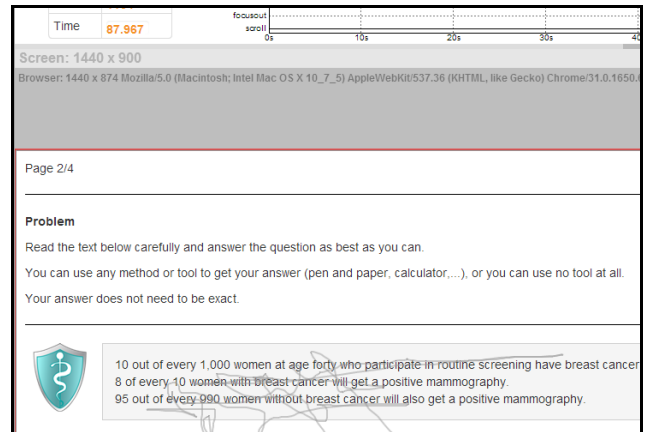 focusout
Time 87.967
scroll
0s 10s 20s 30s
Screen: 1440 x 900
Browser: 1440 x 874 Mozilla/5.0 (Macintosh; Intel Mac OS X 10_7_5) AppleWebKit/537.36 (KHTML, like Gecko) Chrome/31.0.1650.
Page 2/4
Problem
Read the text below carefully and answer the question as best as you can.
You can use any method or tool to get your answer (pen and paper, calculator,...), or you can use no tool at all.
Your answer does not need to be exact.
10 out of every 1,000 women at age forty who participate in routine screening have breast cancer
8 of every 10 women with breast cancer will get a positive mammography.
95 out of every 990 women without breast cancer will also get a positive mammography.